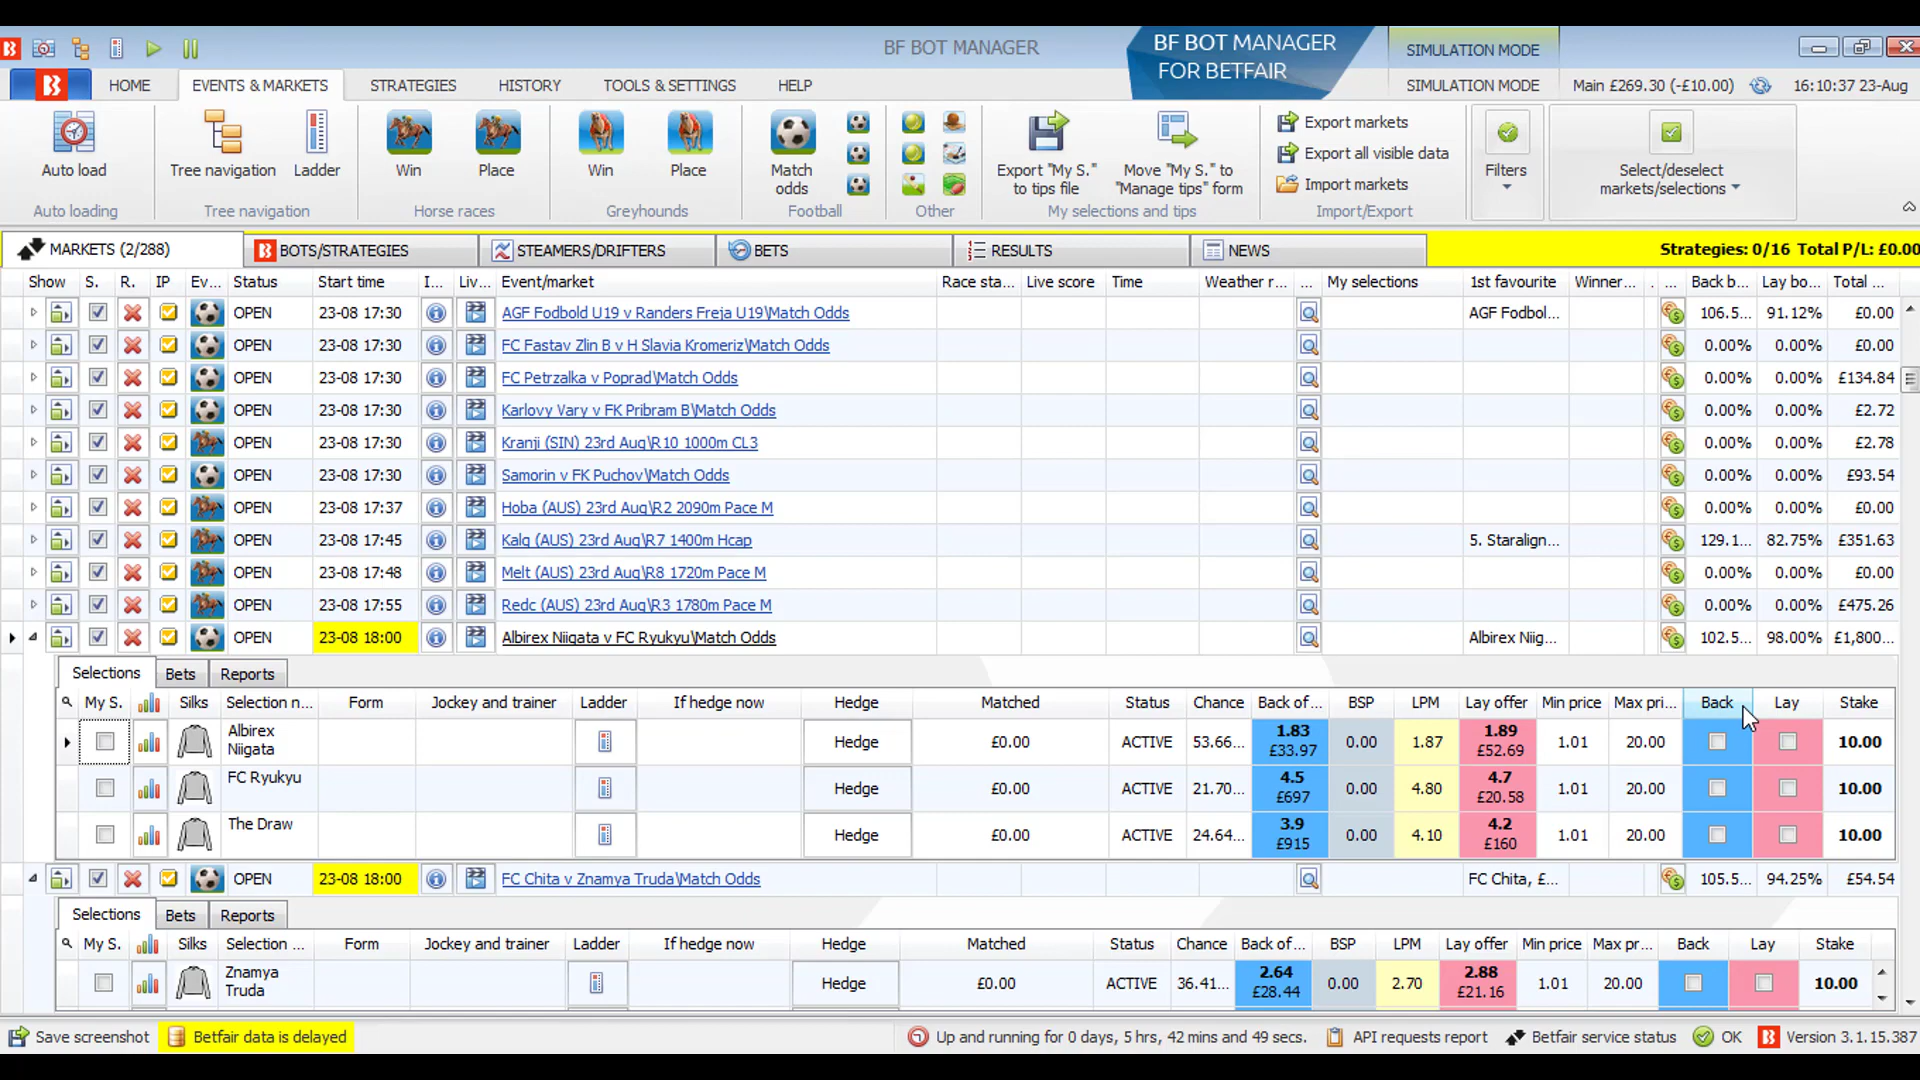 BF BOT MANAGER
BF BOT MANAGER
FOR BETFAIR
SIMULATION MODE
HOME
EVENTS & MARKETS
STRATEGIES
HISTORY
TOOLS & SETTINGS
HELP
SIMULATION MODE
Main £269.30 (-£10.00)
16:10:37 23-Aug
Auto load
Tree navigation
Ladder
Win
Place
Win
Place
Match odds
Export "My S." to tips file
Move "My S." to "Manage tips" form
Export markets
Export all visible data
Import markets
Filters
Select/deselect markets/selections
Auto loading
Tree navigation
Horse races
Greyhounds
Football
Other
My selections and tips
Import/Export
MARKETS (2/288)
BOTS/STRATEGIES
STEAMERS/DRIFTERS
BETS
RESULTS
NEWS
Strategies: 0/16 Total P/L: £0.00
Show S. R. IP Ev... Status Start time I... Liv... Event/market Race sta... Live score Time Weather r... ... My selections 1st favourite Winner... . ... Back b... Lay bo... Total ...
OPEN 23-08 17:30 AGF Fodbold U19 v Randers Freja U19\Match Odds AGF Fodbol... 106.5... 91.12% £0.00
OPEN 23-08 17:30 FC Fastav Zlin B v H Slavia Kromeriz\Match Odds 0.00% 0.00% £0.00
OPEN 23-08 17:30 FC Petrzalka v Poprad\Match Odds 0.00% 0.00% £134.84
OPEN 23-08 17:30 Karlovy Vary v FK Pribram B\Match Odds 0.00% 0.00% £2.72
OPEN 23-08 17:30 Kranji (SIN) 23rd Aug\R10 1000m CL3 0.00% 0.00% £2.78
OPEN 23-08 17:30 Samorin v FK Puchov\Match Odds 0.00% 0.00% £93.54
OPEN 23-08 17:37 Hoba (AUS) 23rd Aug\R2 2090m Pace M 0.00% 0.00% £0.00
OPEN 23-08 17:45 Kalg (AUS) 23rd Aug\R7 1400m Hcap 5. Staralign... 129.1... 82.75% £351.63
OPEN 23-08 17:48 Melt (AUS) 23rd Aug\R8 1720m Pace M 0.00% 0.00% £0.00
OPEN 23-08 17:55 Redc (AUS) 23rd Aug\R3 1780m Pace M 0.00% 0.00% £475.26
OPEN 23-08 18:00 Albirex Niigata v FC Ryukyu\Match Odds Albirex Niig... 102.5... 98.00% £1,800...
Selections Bets Reports
My S. Silks Selection n... Form Jockey and trainer Ladder If hedge now Hedge Matched Status Chance Back of... BSP LPM Lay offer Min price Max pri... Back Lay Stake
Albirex Niigata Hedge £0.00 ACTIVE 53.66... 1.83 £33.97 0.00 1.87 1.89 £52.69 1.01 20.00 10.00
FC Ryukyu Hedge £0.00 ACTIVE 21.70... 4.5 £697 0.00 4.80 4.7 £20.58 1.01 20.00 10.00
The Draw Hedge £0.00 ACTIVE 24.64... 3.9 £915 0.00 4.10 4.2 £160 1.01 20.00 10.00
OPEN 23-08 18:00 FC Chita v Znamya Truda\Match Odds FC Chita, £... 105.5... 94.25% £54.54
Selections Bets Reports
My S. Silks Selection ... Form Jockey and trainer Ladder If hedge now Hedge Matched Status Chance Back of... BSP LPM Lay offer Min price Max pr... Back Lay Stake
Znamya Truda Hedge £0.00 ACTIVE 36.41... 2.64 £28.44 0.00 2.70 2.88 £21.16 1.01 20.00 10.00
Save screenshot
Betfair data is delayed
Up and running for 0 days, 5 hrs, 42 mins and 49 secs.
API requests report
Betfair service status
OK
Version 3.1.15.387